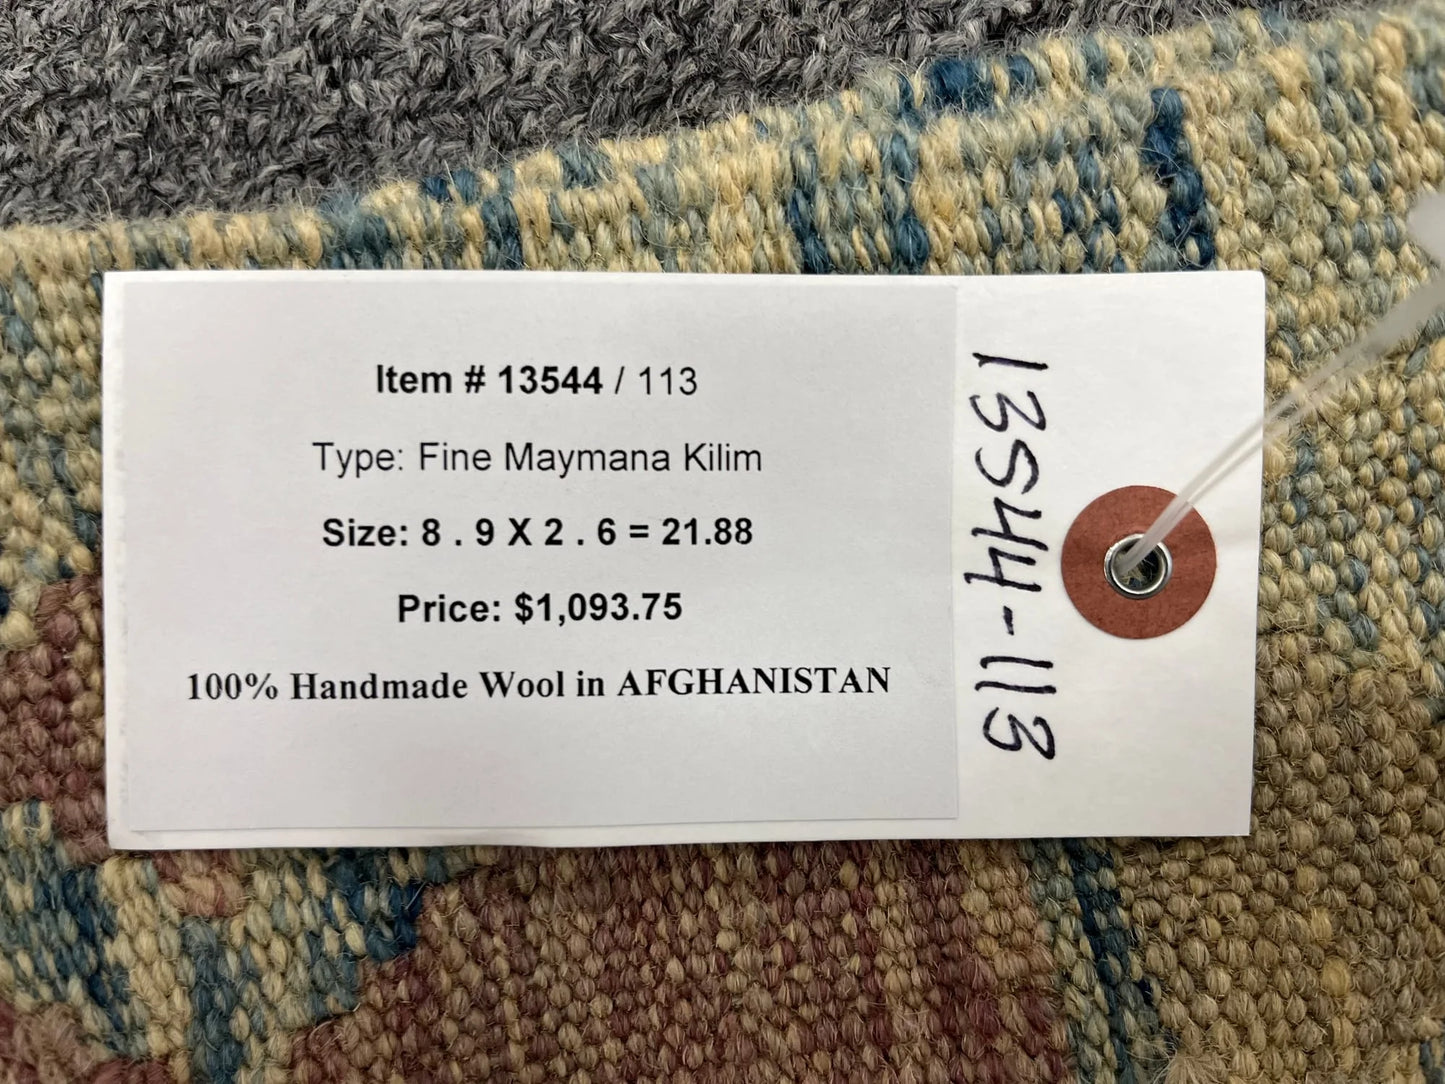 Item # 13544 / 113
Type: Fine Maymana Kilim
Size: 8 . 9 X 2 . 6 = 21.88
Price: $1,093.75
100% Handmade Wool in AFGHANISTAN
13544-113